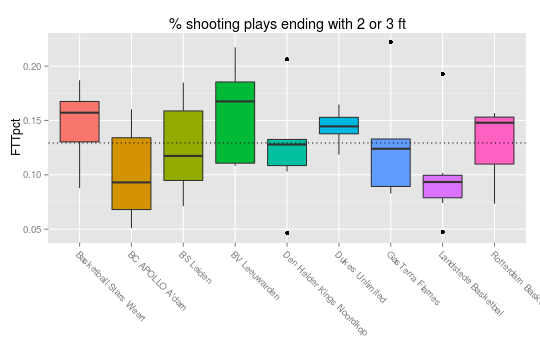 % shooting plays ending with 2 or 3 ft
FTTpct
0.20
0.15
0.10
0.05
Basketball Stars Weert
BC APOLLO A'dam
BS Leiden
BV Leeuwarden
Den Helder Kings Noordkop
Dukes Unlimited
GasTerra Flames
Landstede Basketbal
Rotterdam Bask